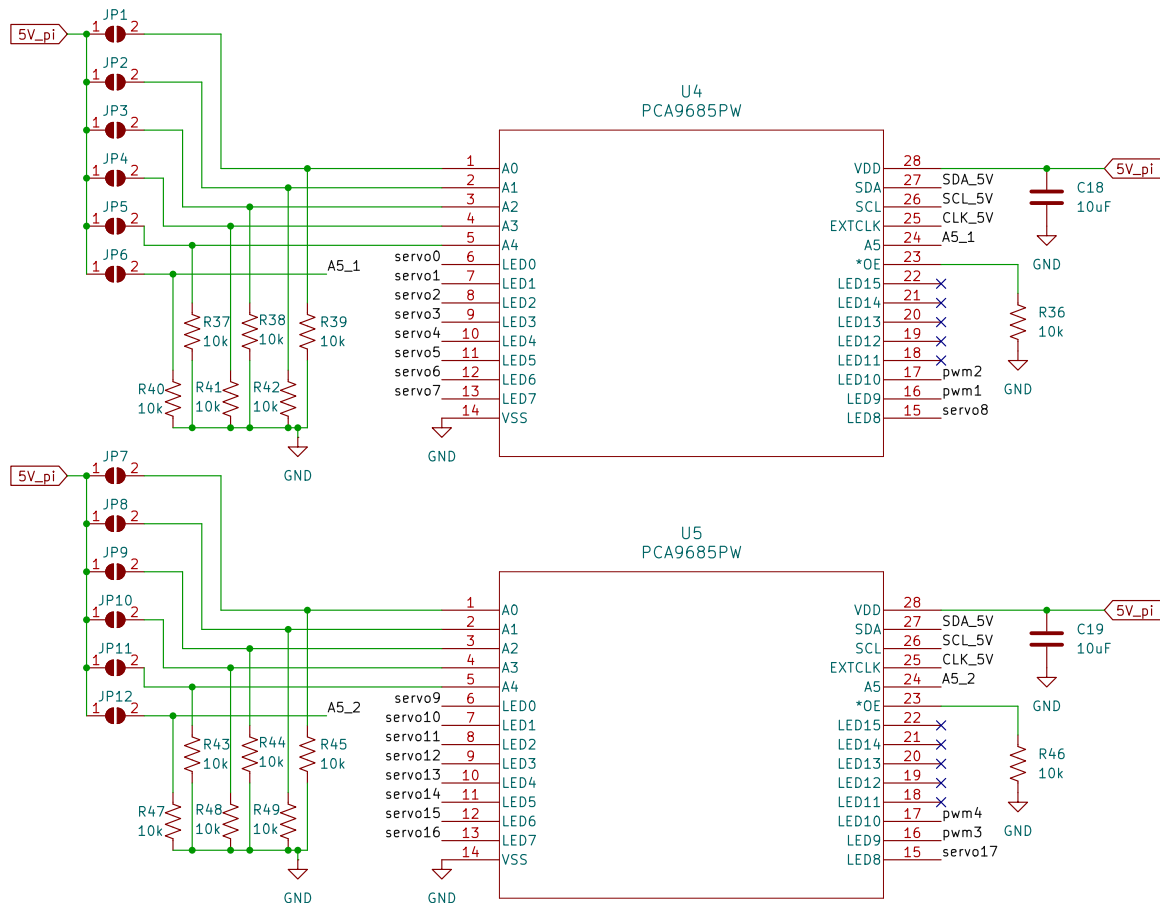 JP1
5V_pi 1 2
JP2
1 2
JP3
1 2
JP4
1 2
JP5
1 2
JP6
1 2 A5_1
U4
PCA9685PW
1 A0
2 A1
3 A2
4 A3
5 A4
servo0 6 LED0
servo1 7 LED1
servo2 8 LED2
servo3 9 LED3
servo4 10 LED4
servo5 11 LED5
servo6 12 LED6
servo7 13 LED7
14 VSS
GND
VDD 28 5V_pi
SDA 27 SDA_5V
SCL 26 SCL_5V
EXTCLK 25 CLK_5V
A5 24 A5_1
*OE 23
LED15 22
LED14 21
LED13 20
LED12 19
LED11 18
LED10 17 pwm2
LED9 16 pwm1
LED8 15 servo8
C18
10uF
GND
R36
10k
GND
R37
10k
R38
10k
R39
10k
R40
10k
R41
10k
R42
10k
GND
JP7
5V_pi 1 2
JP8
1 2
JP9
1 2
JP10
1 2
JP11
1 2
JP12
1 2 A5_2
U5
PCA9685PW
1 A0
2 A1
3 A2
4 A3
5 A4
servo9 6 LED0
servo10 7 LED1
servo11 8 LED2
servo12 9 LED3
servo13 10 LED4
servo14 11 LED5
servo15 12 LED6
servo16 13 LED7
14 VSS
GND
VDD 28 5V_pi
SDA 27 SDA_5V
SCL 26 SCL_5V
EXTCLK 25 CLK_5V
A5 24 A5_2
*OE 23
LED15 22
LED14 21
LED13 20
LED12 19
LED11 18
LED10 17 pwm4
LED9 16 pwm3
LED8 15 servo17
C19
10uF
GND
R46
10k
GND
R43
10k
R44
10k
R45
10k
R47
10k
R48
10k
R49
10k
GND